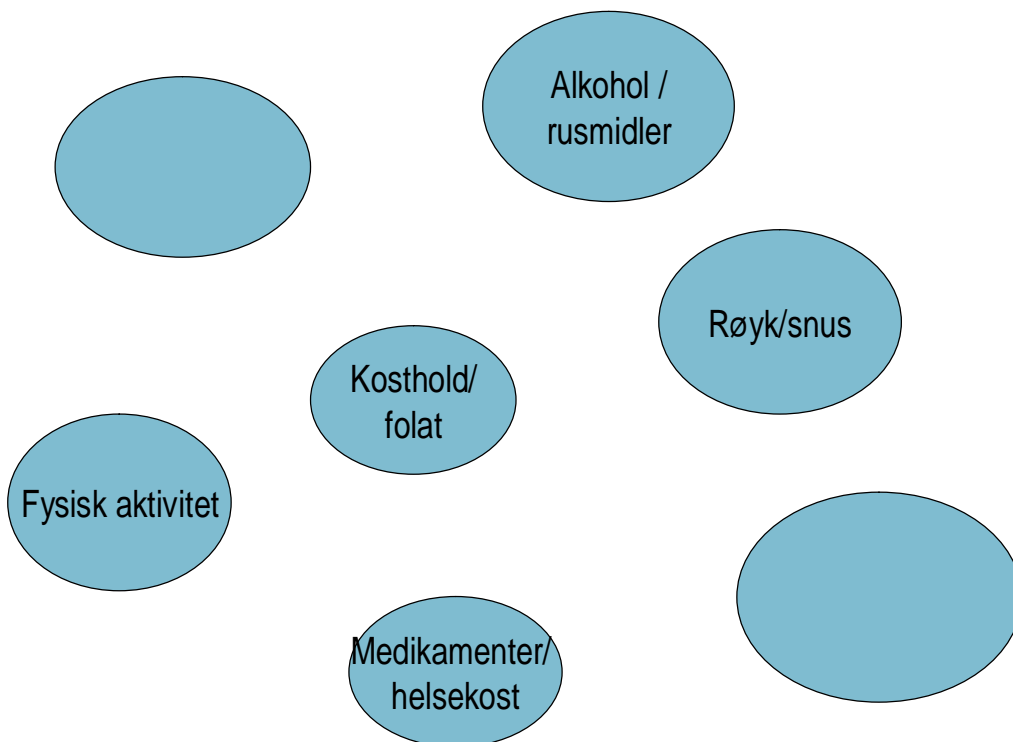 Alkohol /
rusmidler
Røyk/snus
Kosthold/
folat
Fysisk aktivitet
Medikamenter/
helsekost